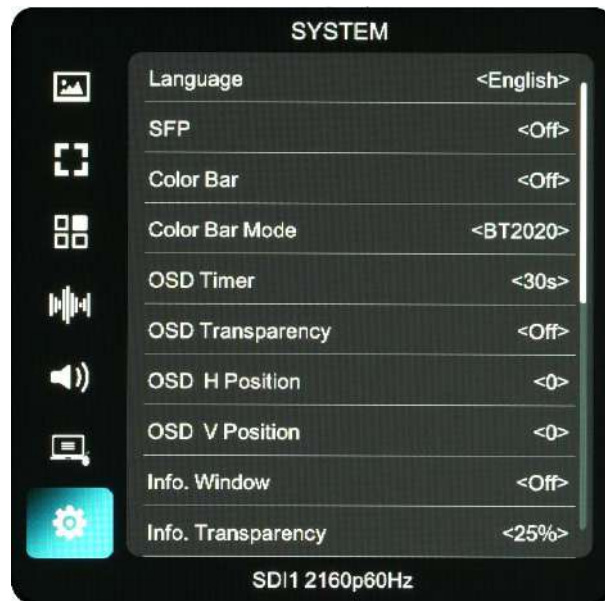 SYSTEM
Language <English>
SFP <Off>
Color Bar <Off>
Color Bar Mode <BT2020>
OSD Timer <30s>
OSD Transparency <Off>
OSD H Position <0>
OSD V Position <0>
Info. Window <Off>
Info. Transparency <25%>
SDI1 2160p60Hz